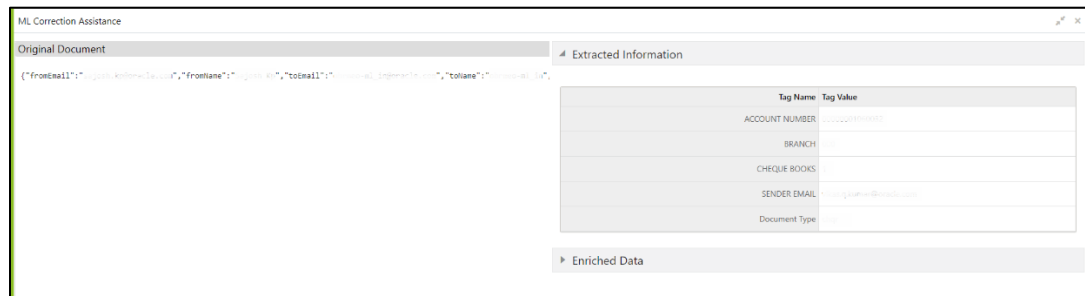 ML Correction Assistance
Original Document
{"fromEmail":" ","fromName":" ","toEmail":" ","toName":" ",
Extracted Information
Tag Name Tag Value
ACCOUNT NUMBER
BRANCH
CHEQUE BOOKS
SENDER EMAIL
Document Type
Enriched Data